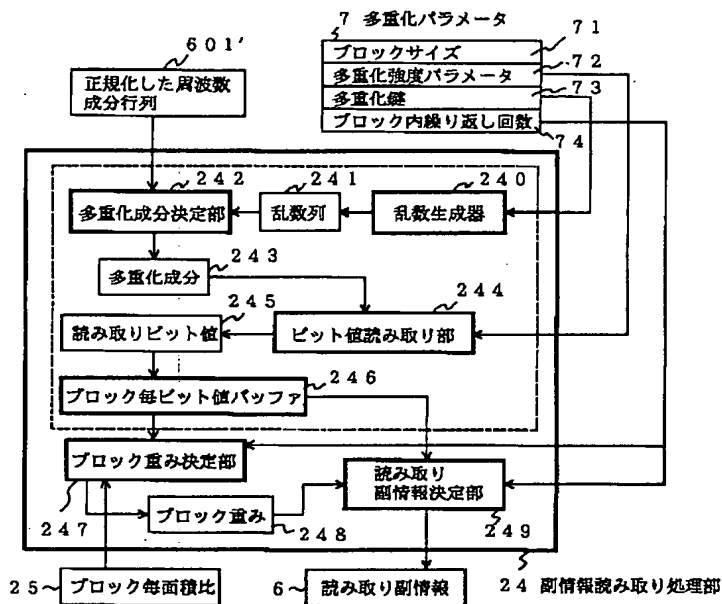 7 多重化パラメータ
ブロックサイズ
71
多重化強度パラメータ
72
多重化鍵
73
ブロック内繰り返し回数
74
601'
正規化した周波数
成分行列
242
多重化成分決定部
241
乱数列
240
乱数生成器
243
多重化成分
245
読み取りビット値
244
ビット値読み取り部
246
ブロック毎ビット値バッファ
ブロック重み決定部
247
ブロック重み
248
読み取り
副情報決定部
249
25
ブロック毎面積比
6
読み取り副情報
24 副情報読み取り処理部